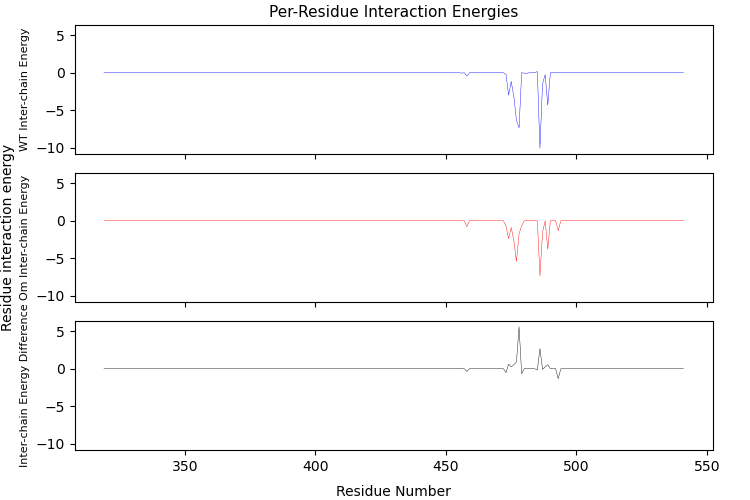 Per-Residue Interaction Energies
Residue interaction energy
WT Inter-chain Energy
5
0
−5
−10
Om Inter-chain Energy
5
0
−5
−10
Inter-chain Energy Difference
5
0
−5
−10
350
400
450
500
550
Residue Number